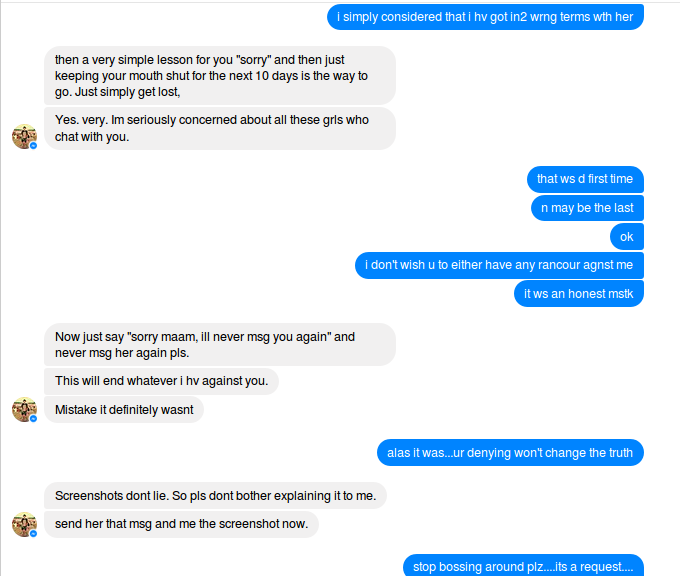 i simply considered that i hv got in2 wrng terms wth her
then a very simple lesson for you "sorry" and then just
keeping your mouth shut for the next 10 days is the way to
go. Just simply get lost,
Yes. very. Im seriously concerned about all these grls who
chat with you.
that ws d first time
n may be the last
ok
i don't wish u to either have any rancour agnst me
it ws an honest mstk
Now just say "sorry maam, ill never msg you again" and
never msg her again pls.
This will end whatever i hv against you.
Mistake it definitely wasnt
alas it was...ur denying won't change the truth
Screenshots dont lie. So pls dont bother explaining it to me.
send her that msg and me the screenshot now.
stop bossing around plz....its a request....